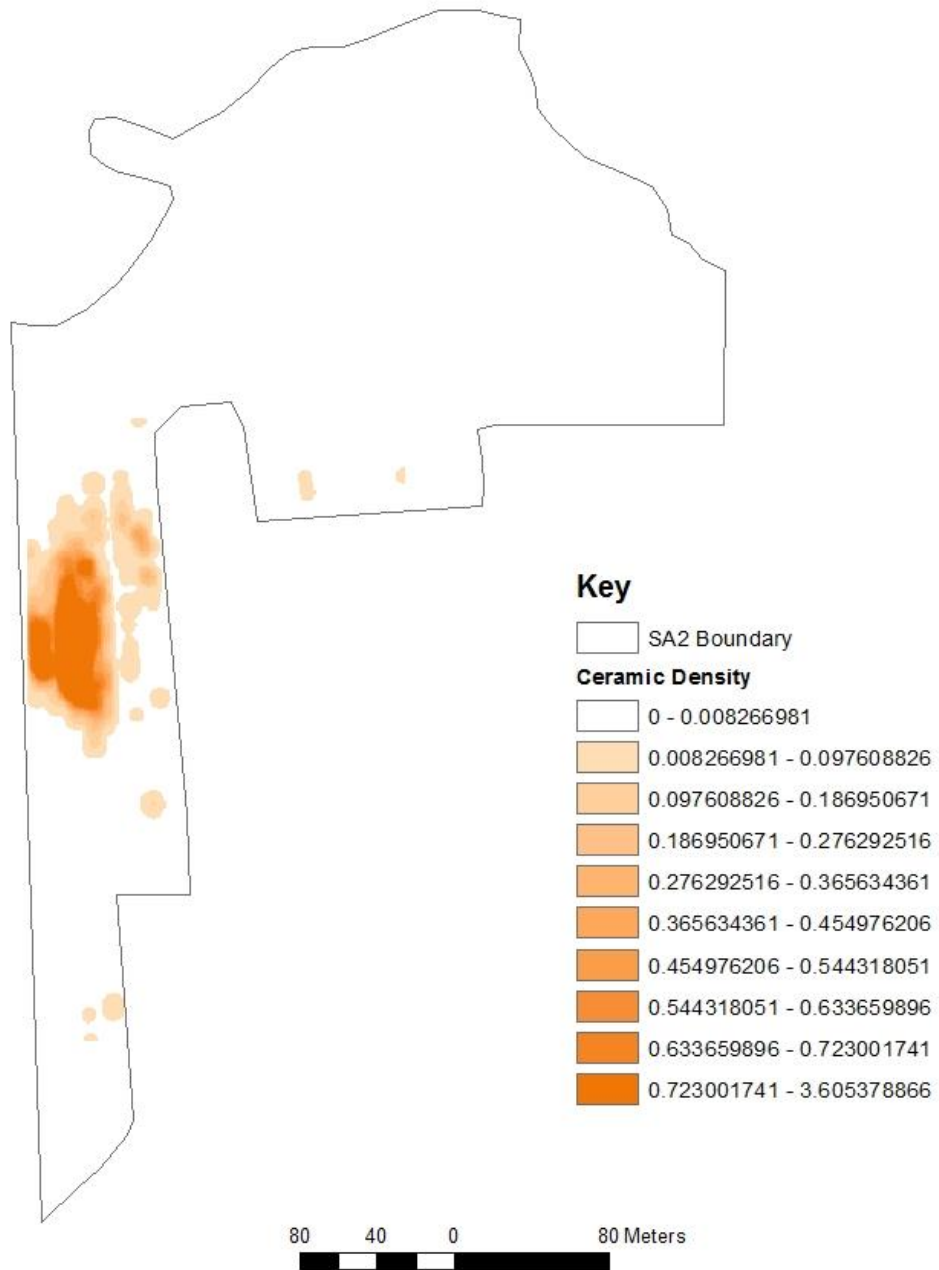 Key
SA2 Boundary
Ceramic Density
0 - 0.008266981
0.008266981 - 0.097608826
0.097608826 - 0.186950671
0.186950671 - 0.276292516
0.276292516 - 0.365634361
0.365634361 - 0.454976206
0.454976206 - 0.544318051
0.544318051 - 0.633659896
0.633659896 - 0.723001741
0.723001741 - 3.605378866
80 40 0 80 Meters